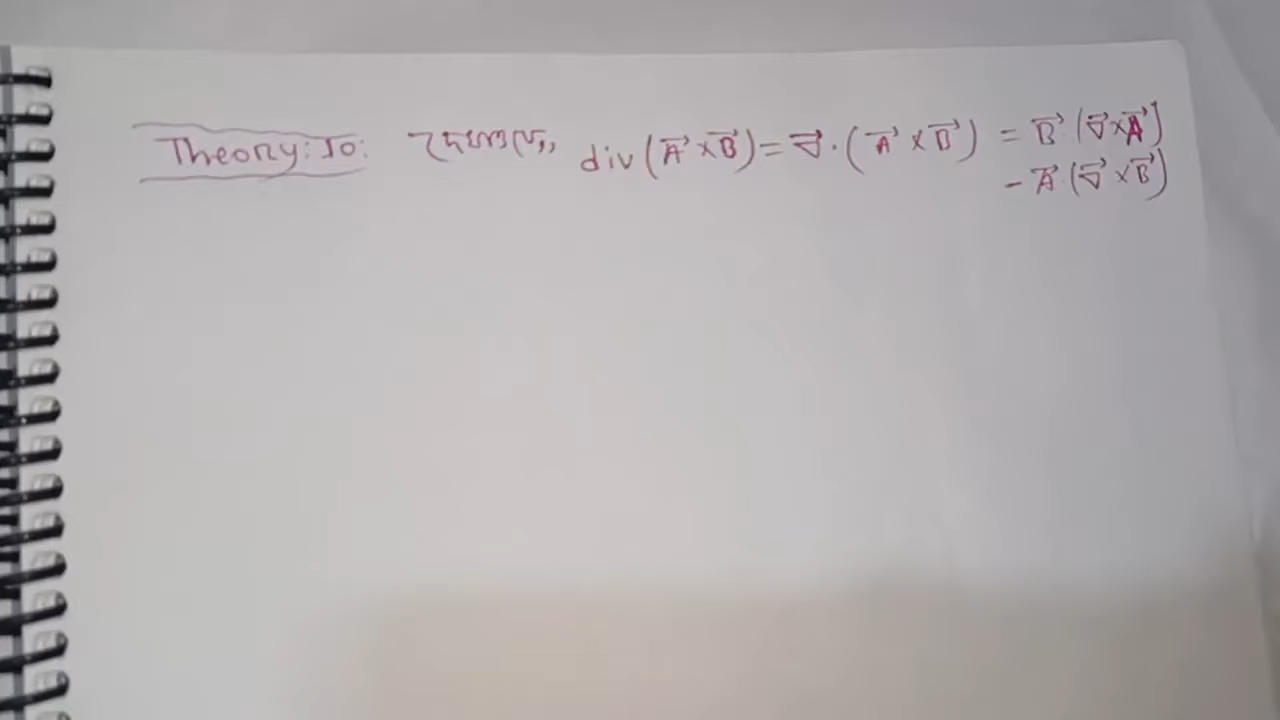 Theory: 10: দেখাও যে, div (A⃗ × B⃗) = ∇⃗ · (A⃗ × B⃗) = B⃗ · (∇⃗ × A⃗)
- A⃗ · (∇⃗ × B⃗)